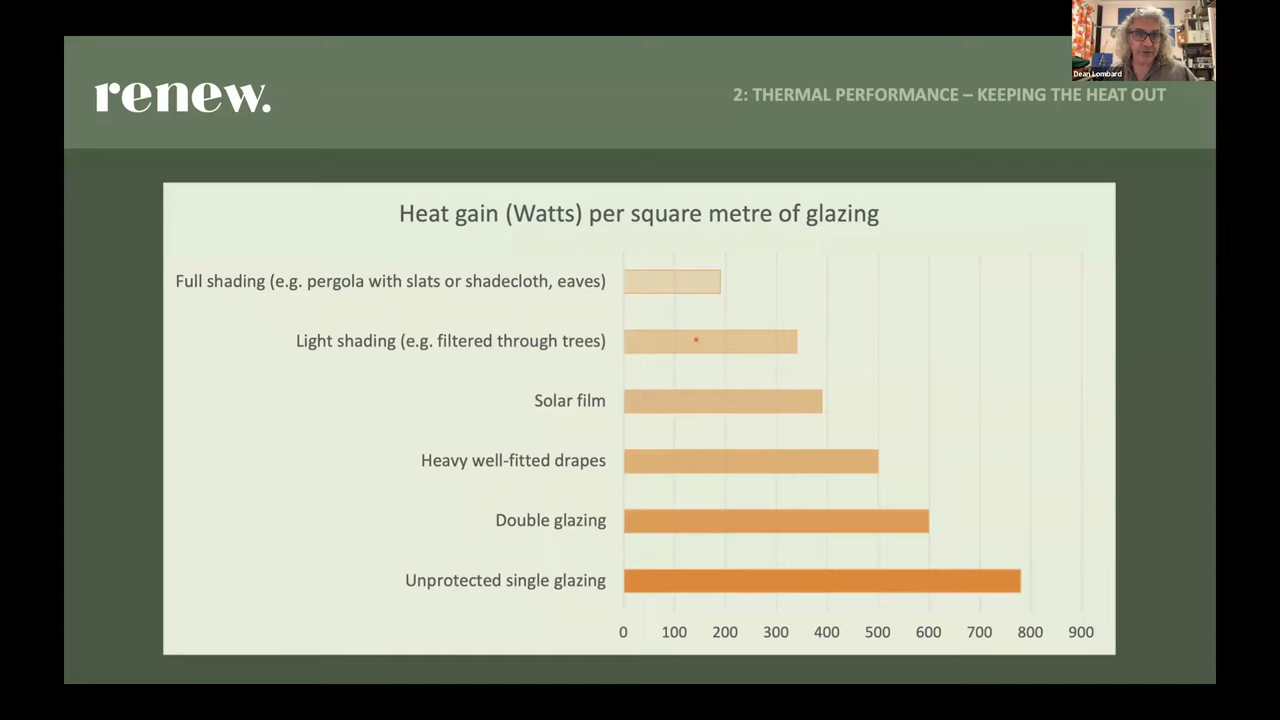 renew.
2: THERMAL PERFORMANCE – KEEPING THE HEAT OUT
Dean Lombard
Heat gain (Watts) per square metre of glazing
Full shading (e.g. pergola with slats or shadecloth, eaves)
Light shading (e.g. filtered through trees)
Solar film
Heavy well-fitted drapes
Double glazing
Unprotected single glazing
0 100 200 300 400 500 600 700 800 900